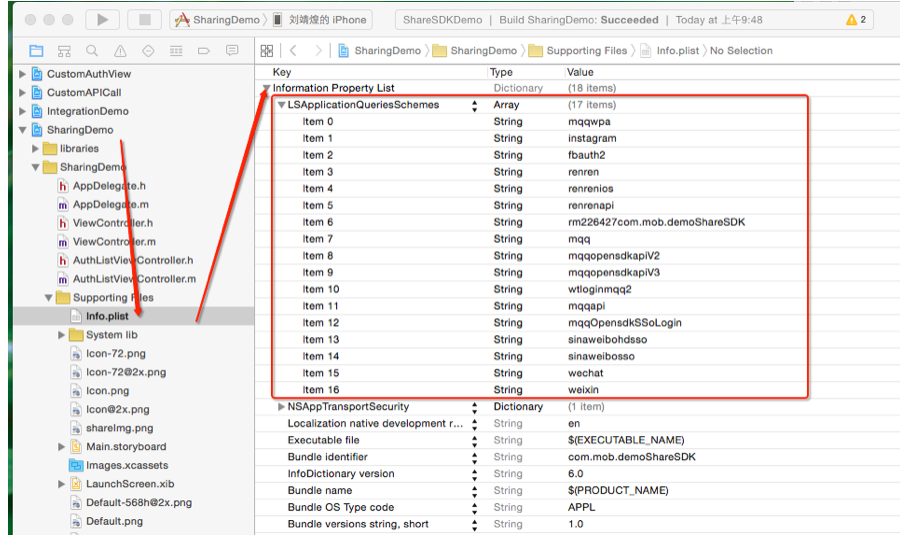 SharingDemo 刘靖煌的 iPhone
ShareSDKDemo | Build SharingDemo: Succeeded | Today at 上午9:48
2
SharingDemo SharingDemo Supporting Files Info.plist No Selection
CustomAuthView
CustomAPICall
IntegrationDemo
SharingDemo
libraries
SharingDemo
h AppDelegate.h
m AppDelegate.m
h ViewController.h
m ViewController.m
h AuthListViewController.h
m AuthListViewController.m
Supporting Files
Info.plist
System lib
Icon-72.png
Icon-72@2x.png
Icon.png
Icon@2x.png
shareImg.png
Main.storyboard
Images.xcassets
LaunchScreen.xib
Default-568h@2x.png
Default.png
Key Type Value
Information Property List Dictionary (18 items)
LSApplicationQueriesSchemes Array (17 items)
Item 0 String mqqwpa
Item 1 String instagram
Item 2 String fbauth2
Item 3 String renren
Item 4 String renrenios
Item 5 String renrenapi
Item 6 String rm226427com.mob.demoShareSDK
Item 7 String mqq
Item 8 String mqqopensdkapiV2
Item 9 String mqqopensdkapiV3
Item 10 String wtloginmqq2
Item 11 String mqqapi
Item 12 String mqqOpensdkSSoLogin
Item 13 String sinaweibohdsso
Item 14 String sinaweibosso
Item 15 String wechat
Item 16 String weixin
NSAppTransportSecurity Dictionary (1 item)
Localization native development r... String en
Executable file String $(EXECUTABLE_NAME)
Bundle identifier String com.mob.demoShareSDK
InfoDictionary version String 6.0
Bundle name String $(PRODUCT_NAME)
Bundle OS Type code String APPL
Bundle versions string, short String 1.0